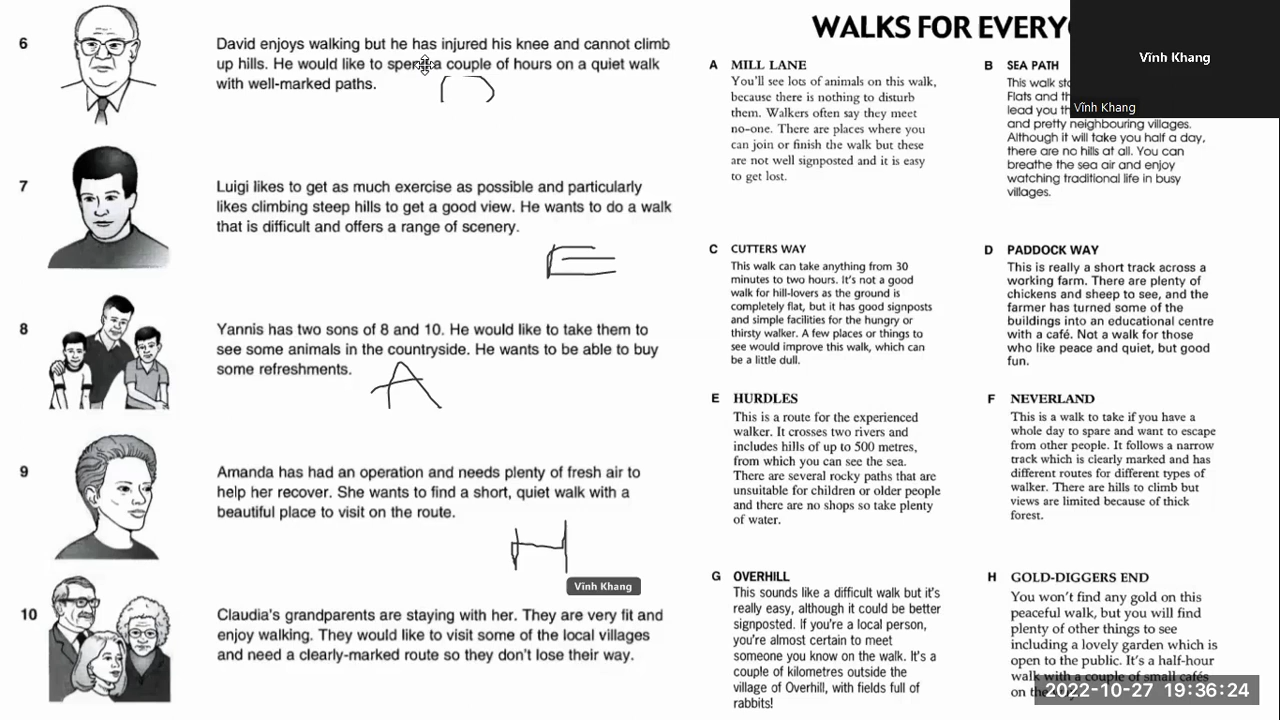 WALKS FOR EVERY
Vĩnh Khang
Vĩnh Khang
6
David enjoys walking but he has injured his knee and cannot climb
up hills. He would like to spend a couple of hours on a quiet walk
with well-marked paths.
7
Luigi likes to get as much exercise as possible and particularly
likes climbing steep hills to get a good view. He wants to do a walk
that is difficult and offers a range of scenery.
E
8
Yannis has two sons of 8 and 10. He would like to take them to
see some animals in the countryside. He wants to be able to buy
some refreshments.
A
9
Amanda has had an operation and needs plenty of fresh air to
help her recover. She wants to find a short, quiet walk with a
beautiful place to visit on the route.
H
Vĩnh Khang
10
Claudia's grandparents are staying with her. They are very fit and
enjoy walking. They would like to visit some of the local villages
and need a clearly-marked route so they don't lose their way.
A MILL LANE
You'll see lots of animals on this walk,
because there is nothing to disturb
them. Walkers often say they meet
no-one. There are places where you
can join or finish the walk but these
are not well signposted and it is easy
to get lost.
B SEA PATH
This walk
Flats and
lead you
and pretty neighbouring villages.
Although it will take you half a day,
there are no hills at all. You can
breathe the sea air and enjoy
watching traditional life in busy
villages.
C CUTTERS WAY
This walk can take anything from 30
minutes to two hours. It's not a good
walk for hill-lovers as the ground is
completely flat, but it has good signposts
and simple facilities for the hungry or
thirsty walker. A few places or things to
see would improve this walk, which can
be a little dull.
D PADDOCK WAY
This is really a short track across a
working farm. There are plenty of
chickens and sheep to see, and the
farmer has turned some of the
buildings into an educational centre
with a café. Not a walk for those
who like peace and quiet, but good
fun.
E HURDLES
This is a route for the experienced
walker. It crosses two rivers and
includes hills of up to 500 metres,
from which you can see the sea.
There are several rocky paths that are
unsuitable for children or older people
and there are no shops so take plenty
of water.
F NEVERLAND
This is a walk to take if you have a
whole day to spare and want to escape
from other people. It follows a narrow
track which is clearly marked and has
different routes for different types of
walker. There are hills to climb but
views are limited because of thick
forest.
G OVERHILL
This sounds like a difficult walk but it's
really easy, although it could be better
signposted. If you're a local person,
you're almost certain to meet
someone you know on the walk. It's a
couple of kilometres outside the
village of Overhill, with fields full of
rabbits!
H GOLD-DIGGERS END
You won't find any gold on this
peaceful walk, but you will find
plenty of other things to see
including a lovely garden which is
open to the public. It's a half-hour
walk with a couple of small cafés
on
2022-10-27 19:36:24